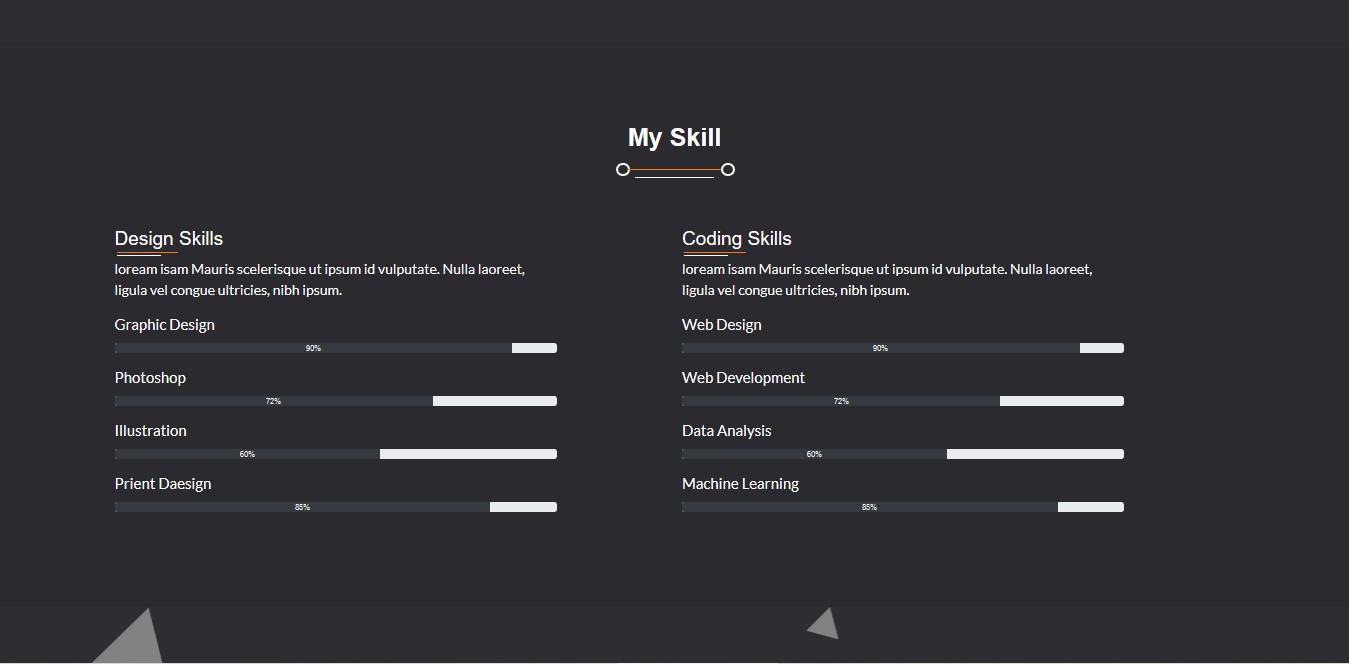 My Skill
Design Skills
loream isam Mauris scelerisque ut ipsum id vulputate. Nulla laoreet,
ligula vel congue ultricies, nibh ipsum.
Graphic Design
90%
Photoshop
72%
Illustration
60%
Prient Daesign
85%
Coding Skills
loream isam Mauris scelerisque ut ipsum id vulputate. Nulla laoreet,
ligula vel congue ultricies, nibh ipsum.
Web Design
90%
Web Development
72%
Data Analysis
60%
Machine Learning
85%